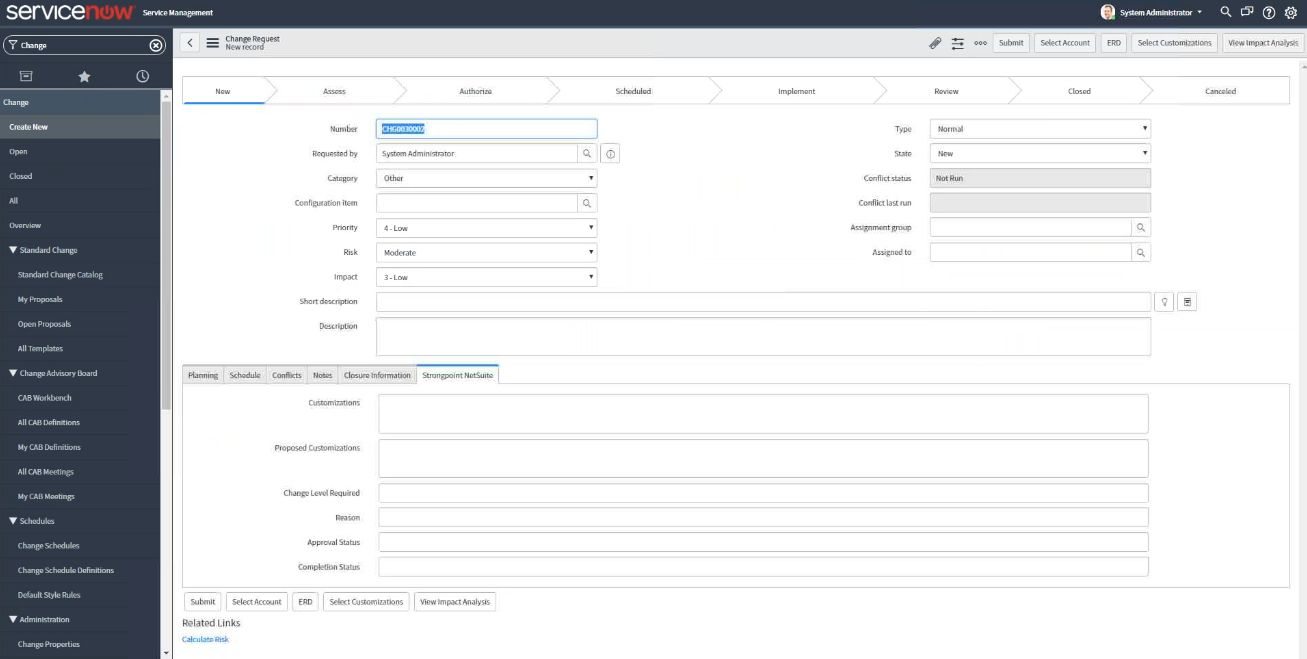 servicenow Service Management
System Administrator
Change
Change
Create New
Open
Closed
All
Overview
Standard Change
Standard Change Catalog
My Proposals
Open Proposals
All Templates
Change Advisory Board
CAB Workbench
All CAB Definitions
My CAB Definitions
All CAB Meetings
My CAB Meetings
Schedules
Change Schedules
Change Schedule Definitions
Default Style Rules
Administration
Change Properties
Change Request
New record
Submit Select Account ERD Select Customizations View Impact Analysis
New Assess Authorize Scheduled Implement Review Closed Canceled
Number CHG0030002
Requested by System Administrator
Category Other
Configuration item
Priority 4 - Low
Risk Moderate
Impact 3 - Low
Type Normal
State New
Conflict status Not Run
Conflict last run
Assignment group
Assigned to
Short description
Description
Planning Schedule Conflicts Notes Closure Information Strongpoint NetSuite
Customizations
Proposed Customizations
Change Level Required
Reason
Approval Status
Completion Status
Submit Select Account ERD Select Customizations View Impact Analysis
Related Links
Calculate Risk